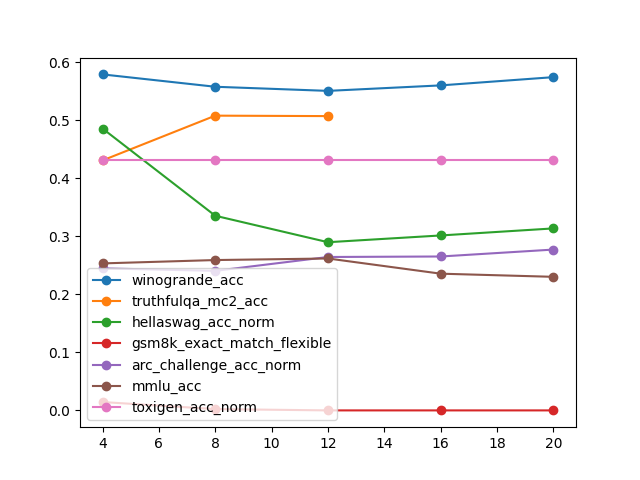 0.6
0.5
0.4
0.3
0.2
0.1
0.0
winogrande_acc
truthfulqa_mc2_acc
hellaswag_acc_norm
gsm8k_exact_match_flexible
arc_challenge_acc_norm
mmlu_acc
toxigen_acc_norm
4 6 8 10 12 14 16 18 20